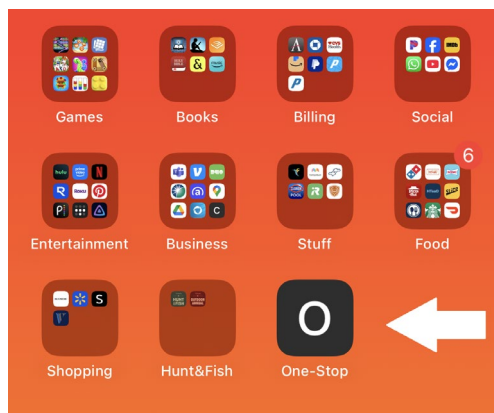 Games Books Billing Social
6
Entertainment Business Stuff Food
O
Shopping Hunt&Fish One-Stop